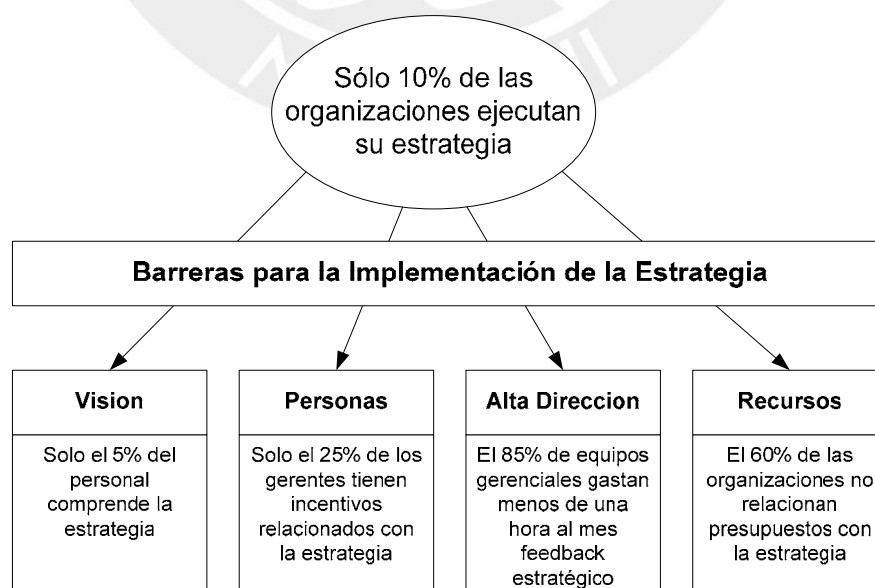 Sólo 10% de las
organizaciones ejecutan
su estrategia
Barreras para la Implementación de la Estrategia
Vision
Solo el 5% del
personal
comprende la
estrategia
Personas
Solo el 25% de los
gerentes tienen
incentivos
relacionados con
la estrategia
Alta Direccion
El 85% de equipos
gerenciales gastan
menos de una
hora al mes
feedback
estratégico
Recursos
El 60% de las
organizaciones no
relacionan
presupuestos con
la estrategia